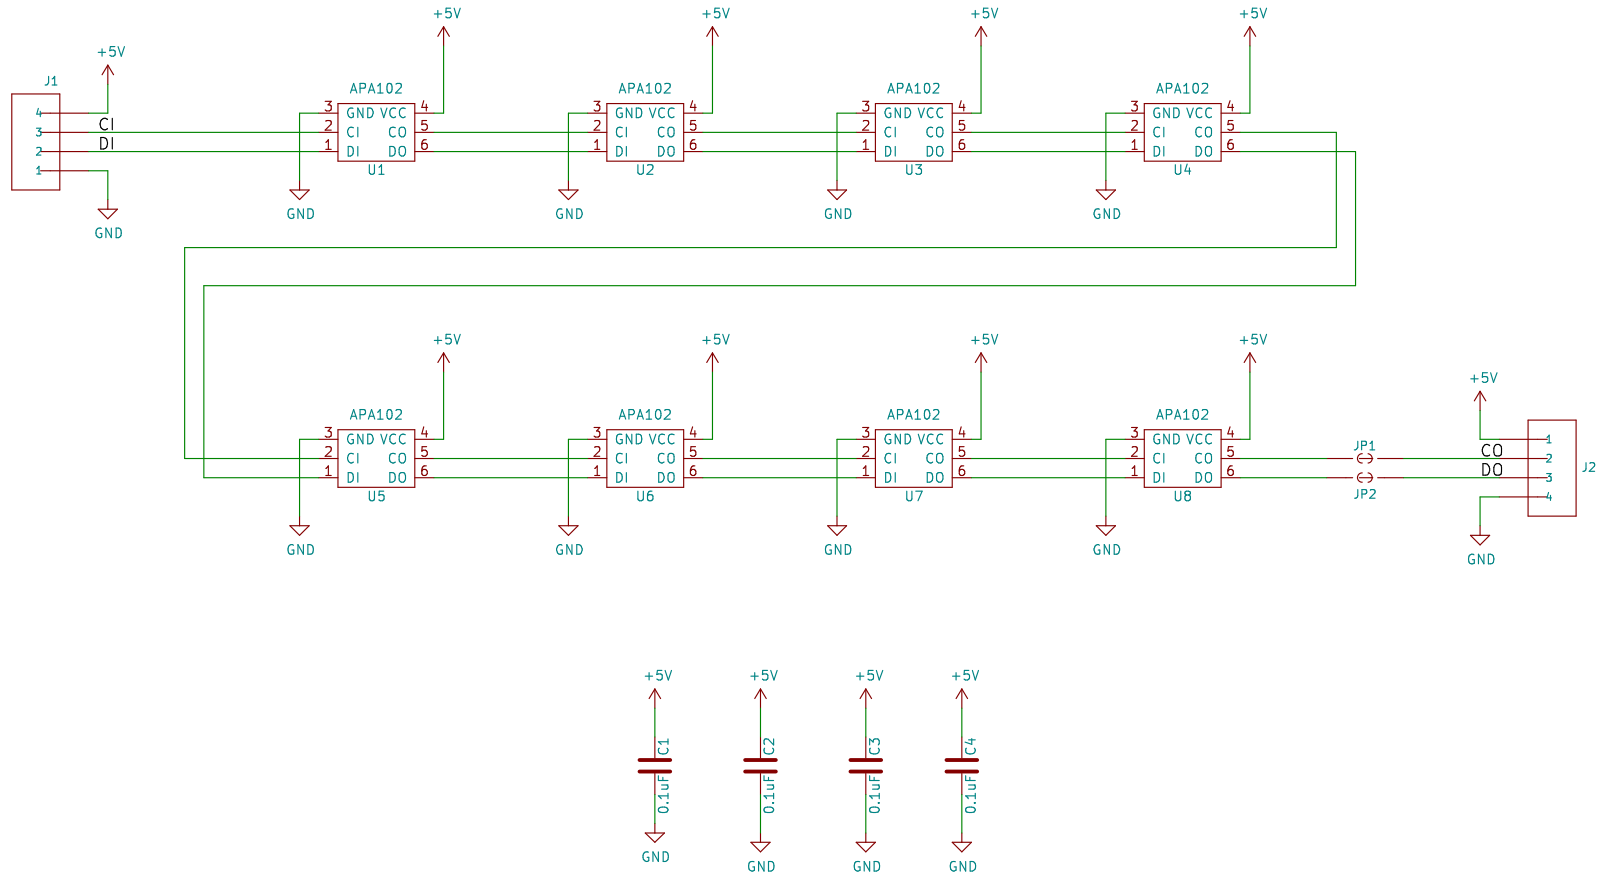 +5V +5V +5V +5V
+5V
J1 APA102 APA102 APA102 APA102
4 3 GND VCC 4 3 GND VCC 4 3 GND VCC 4 3 GND VCC 4
CI
3 2 CI CO 5 2 CI CO 5 2 CI CO 5 2 CI CO 5
DI
2 1 DI DO 6 1 DI DO 6 1 DI DO 6 1 DI DO 6
1 U1 U2 U3 U4
GND GND GND GND
GND
+5V +5V +5V +5V
+5V
APA102 APA102 APA102 APA102
3 GND VCC 4 3 GND VCC 4 3 GND VCC 4 3 GND VCC 4 1
JP1 CO
2 CI CO 5 2 CI CO 5 2 CI CO 5 2 CI CO 5 2
DO J2
1 DI DO 6 1 DI DO 6 1 DI DO 6 1 DI DO 6 3
U5 U6 U7 U8 JP2 4
GND GND GND GND
GND
+5V +5V +5V +5V
C1 C2 C3 C4
0.1uF 0.1uF 0.1uF 0.1uF
GND GND GND GND